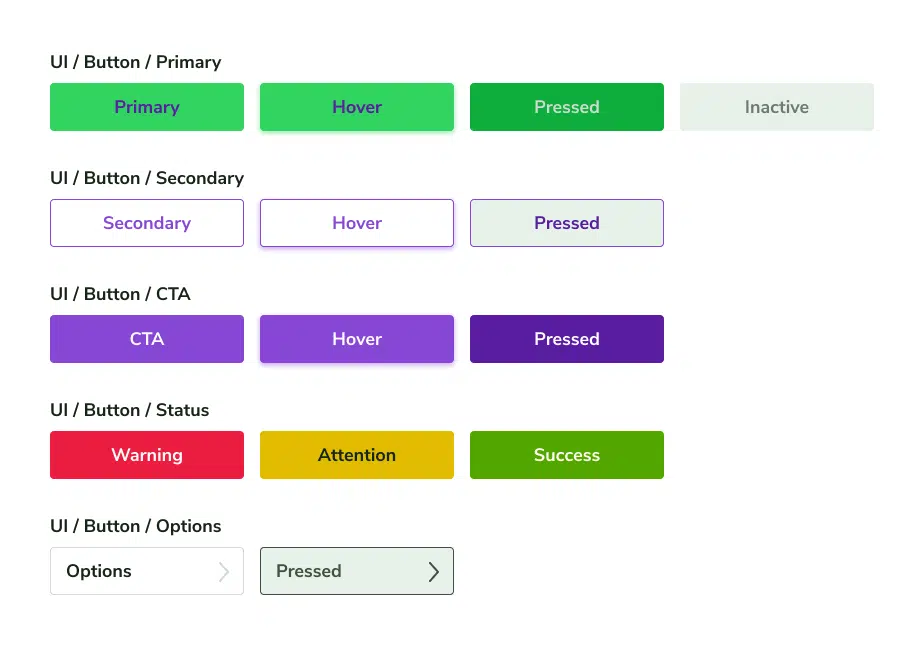 UI / Button / Primary
Primary
Hover
Pressed
Inactive
UI / Button / Secondary
Secondary
Hover
Pressed
UI / Button / CTA
CTA
Hover
Pressed
UI / Button / Status
Warning
Attention
Success
UI / Button / Options
Options
Pressed